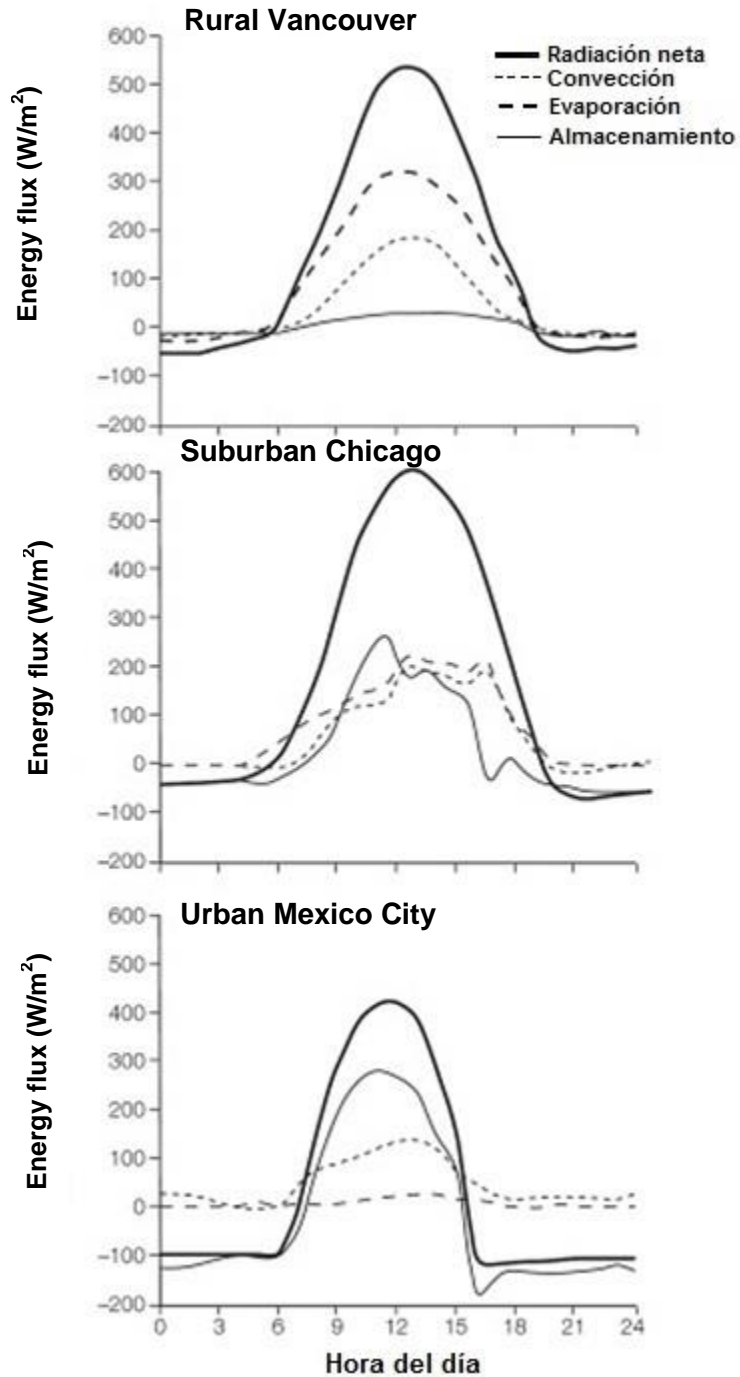 Rural Vancouver
600
500
400
300
200
100
0
−100
−200
Energy flux (W/m²)
Radiación neta
Convección
Evaporación
Almacenamiento
Suburban Chicago
600
500
400
300
200
100
0
−100
−200
Energy flux (W/m²)
Urban Mexico City
600
500
400
300
200
100
0
−100
−200
Energy flux (W/m²)
0 3 6 9 12 15 18 21 24
Hora del día